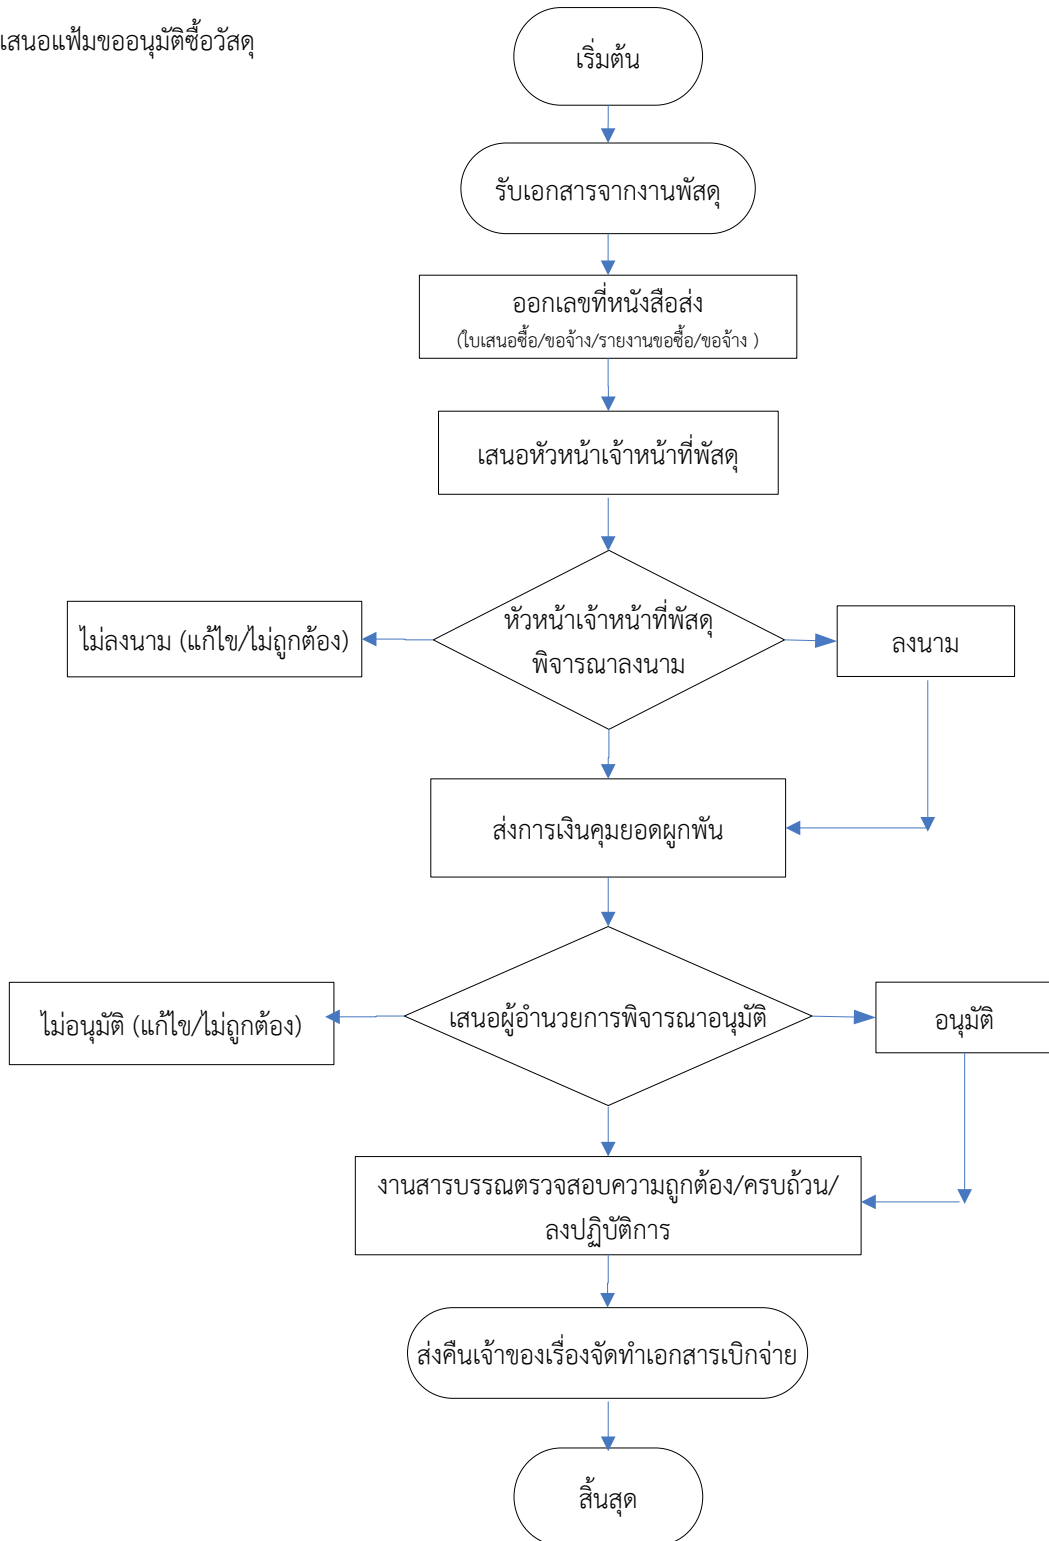 เสนอแฟ้มขออนุมัติซื้อวัสดุ
เริ่มต้น
รับเอกสารจากงานพัสดุ
ออกเลขที่หนังสือส่ง
(ใบเสนอซื้อ/ขอจ้าง/รายงานขอซื้อ/ขอจ้าง )
เสนอหัวหน้าเจ้าหน้าที่พัสดุ
หัวหน้าเจ้าหน้าที่พัสดุ
พิจารณาลงนาม
ไม่ลงนาม (แก้ไข/ไม่ถูกต้อง)
ลงนาม
ส่งการเงินคุมยอดผูกพัน
เสนอผู้อำนวยการพิจารณาอนุมัติ
ไม่อนุมัติ (แก้ไข/ไม่ถูกต้อง)
อนุมัติ
งานสารบรรณตรวจสอบความถูกต้อง/ครบถ้วน/
ลงปฏิบัติการ
ส่งคืนเจ้าของเรื่องจัดทำเอกสารเบิกจ่าย
สิ้นสุด